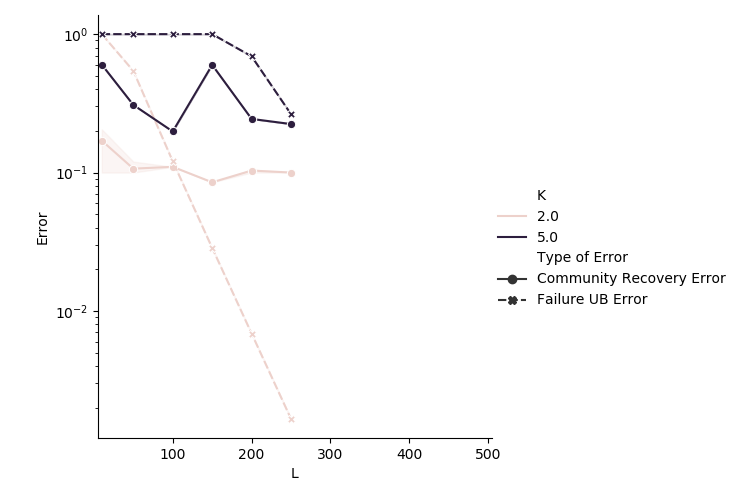 10⁰
10⁻¹
10⁻²
Error
100
200
300
400
500
L
K
2.0
5.0
Type of Error
Community Recovery Error
Failure UB Error